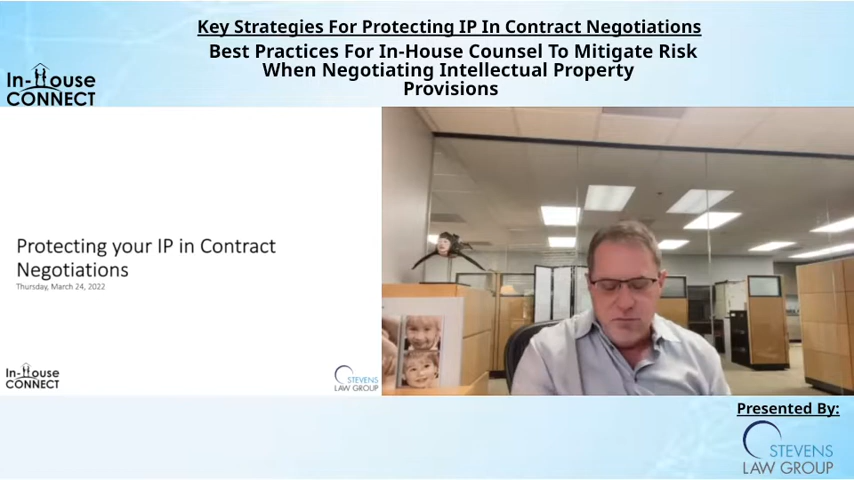 Key Strategies For Protecting IP In Contract Negotiations
Best Practices For In-House Counsel To Mitigate Risk
When Negotiating Intellectual Property
Provisions
In-House
CONNECT
Protecting your IP in Contract
Negotiations
Thursday, March 24, 2022
In-House
CONNECT
STEVENS
LAW GROUP
Presented By:
STEVENS
LAW GROUP